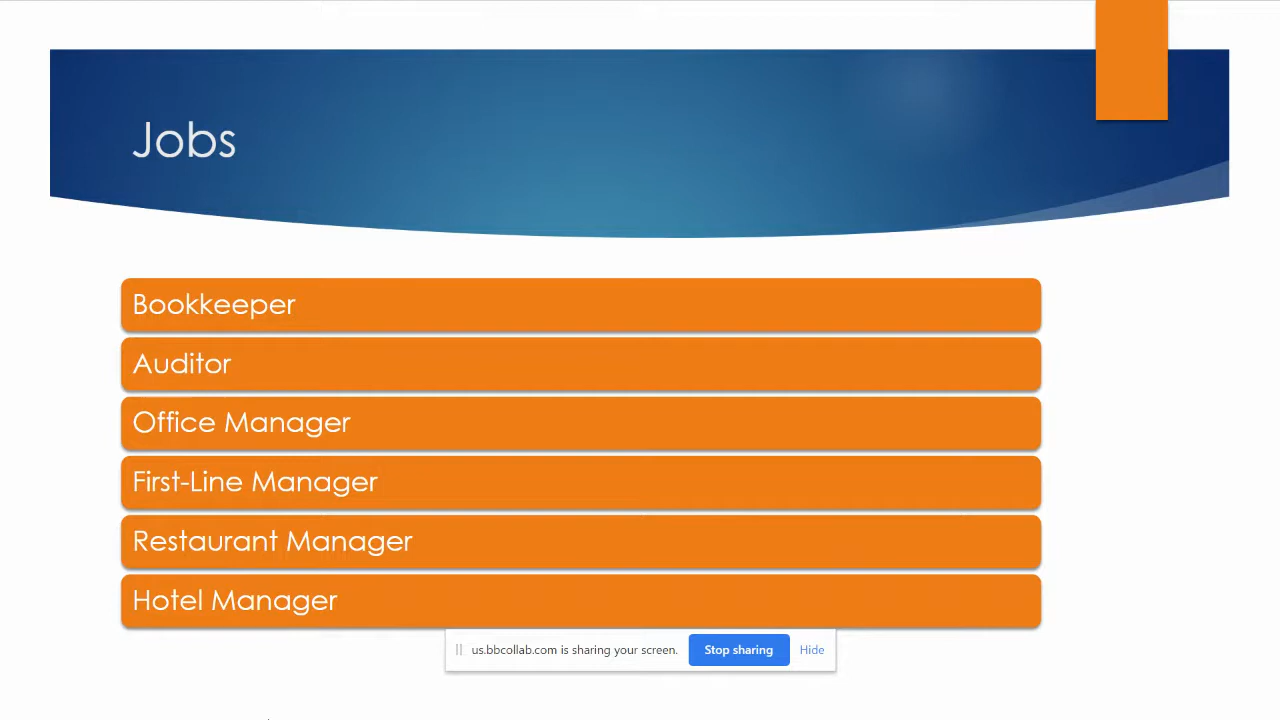 Jobs
Bookkeeper
Auditor
Office Manager
First-Line Manager
Restaurant Manager
Hotel Manager
us.bbcollab.com is sharing your screen. Stop sharing Hide